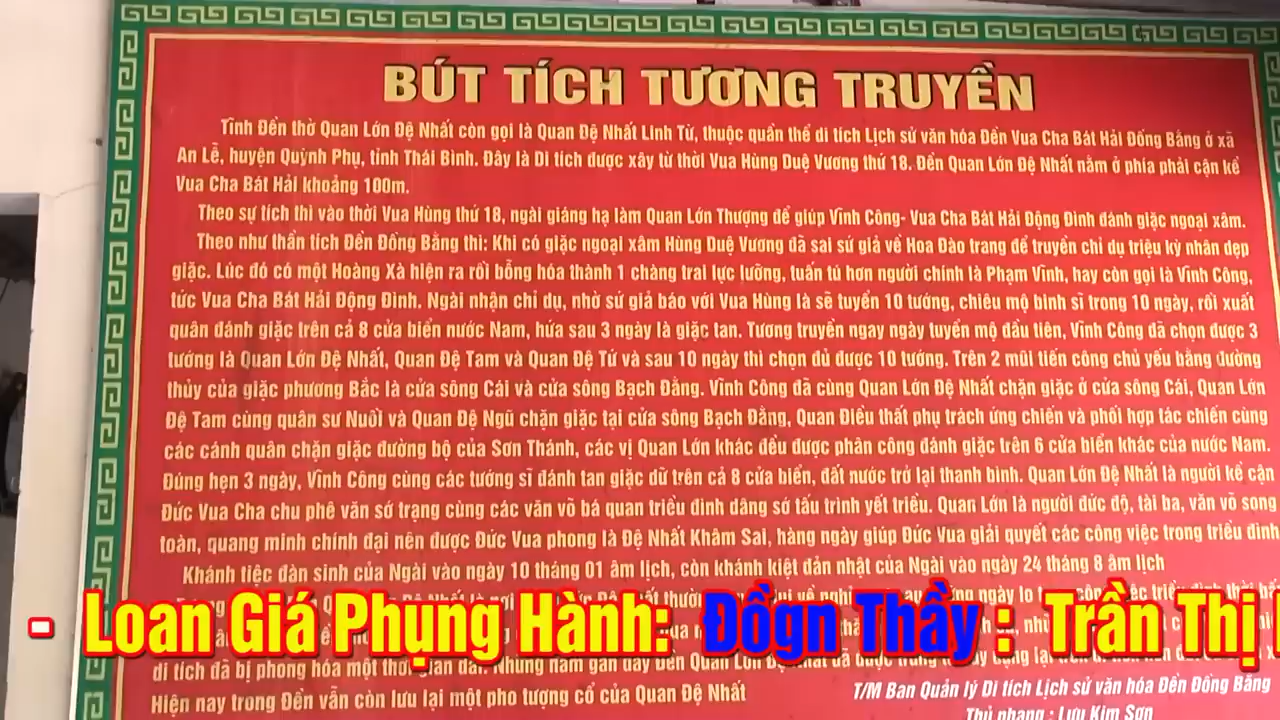 BÚT TÍCH TƯƠNG TRUYỀN
Tỉnh Đền thờ Quan Lớn Đệ Nhất còn gọi là Quan Đệ Nhất Linh Từ, thuộc quần thể di tích Lịch sử văn hóa Đền Vua Cha Bát Hải Đồng Bằng ở xã
An Lễ, huyện Quỳnh Phụ, tỉnh Thái Bình. Đây là Di tích được xây từ thời Vua Hùng Duệ Vương thứ 18. Đền Quan Lớn Đệ Nhất nằm ở phía phải cận kề
Vua Cha Bát Hải khoảng 100m.
Theo sự tích thì vào thời Vua Hùng thứ 18, ngài giáng hạ làm Quan Lớn Thượng để giúp Vĩnh Công- Vua Cha Bát Hải Động Đình đánh giặc ngoại xâm.
Theo như thần tích Đền Đồng Bằng thì: Khi có giặc ngoại xâm Hùng Duệ Vương đã sai sứ giả về Hoa Đào trang để truyền chỉ dụ triệu kỳ nhân dẹp
giặc. Lúc đó có một Hoàng Xà hiện ra rồi bỗng hóa thành 1 chàng trai lực lưỡng, tuấn tú hơn người chính là Phạm Vĩnh, hay còn gọi là Vĩnh Công,
tức Vua Cha Bát Hải Động Đình. Ngài nhận chỉ dụ, nhờ sứ giả báo với Vua Hùng là sẽ tuyển 10 tướng, chiêu mộ binh sĩ trong 10 ngày, rồi xuất
quân đánh giặc trên cả 8 cửa biển nước Nam, hứa sau 3 ngày là giặc tan. Tương truyền ngay ngày tuyển mộ đầu tiên, Vĩnh Công đã chọn được 3
tướng là Quan Lớn Đệ Nhất, Quan Đệ Tam và Quan Đệ Tứ và sau 10 ngày thì chọn đủ được 10 tướng. Trên 2 mũi tiến công chủ yếu bằng đường
thủy của giặc phương Bắc là cửa sông Cái và cửa sông Bạch Đằng. Vĩnh Công đã cùng Quan Lớn Đệ Nhất chặn giặc ở cửa sông Cái, Quan Lớn
Đệ Tam cùng quân sư Nuôi và Quan Đệ Ngũ chặn giặc tại cửa sông Bạch Đằng, Quan Điều thất phụ trách ứng chiến và phối hợp tác chiến cùng
các cánh quân chặn giặc đường bộ của Sơn Thánh, các vị Quan Lớn khác đều được phân công đánh giặc trên 6 cửa biển khác của nước Nam.
Đúng hẹn 3 ngày, Vĩnh Công cùng các tướng sĩ đánh tan giặc dữ trên cả 8 cửa biển, đất nước trở lại thanh bình. Quan Lớn Đệ Nhất là người kề cận
Đức Vua Cha chu phê văn sớ trạng cùng các văn võ bá quan triều đình dâng sớ tấu trình yết triều. Quan Lớn là người đức độ, tài ba, văn võ song
toàn, quang minh chính đại nên được Đức Vua phong là Đệ Nhất Khâm Sai, hàng ngày giúp Đức Vua giải quyết các công việc trong triều đình
Khánh tiệc đản sinh của Ngài vào ngày 10 tháng 01 âm lịch, còn khánh kiệt đản nhật của Ngài vào ngày 24 tháng 8 âm lịch
- Loan Giá Phụng Hành: Đồgn Thầy : Trần Thị
di tích đã bị phong hóa một thời gian dài. Những năm gần đây Đền Quan Lớn
Hiện nay trong Đền vẫn còn lưu lại một pho tượng cổ của Quan Đệ Nhất
T/M Ban Quản lý Di tích Lịch sử văn hóa Đền Đồng Bằng
Thủ nhang : Lưu Kim Sơn